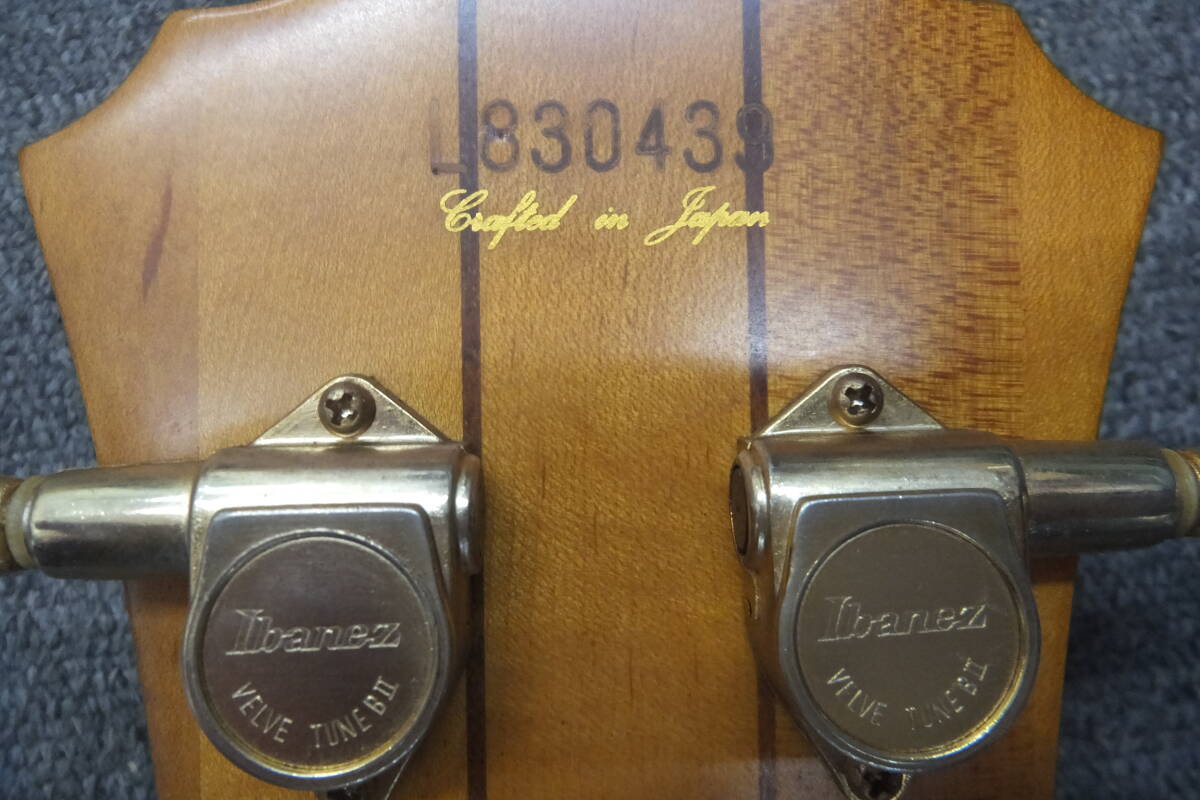 L830439
Crafted in Japan
Ibanez
VELVE TUNE BII
Ibanez
VELVE TUNE BII